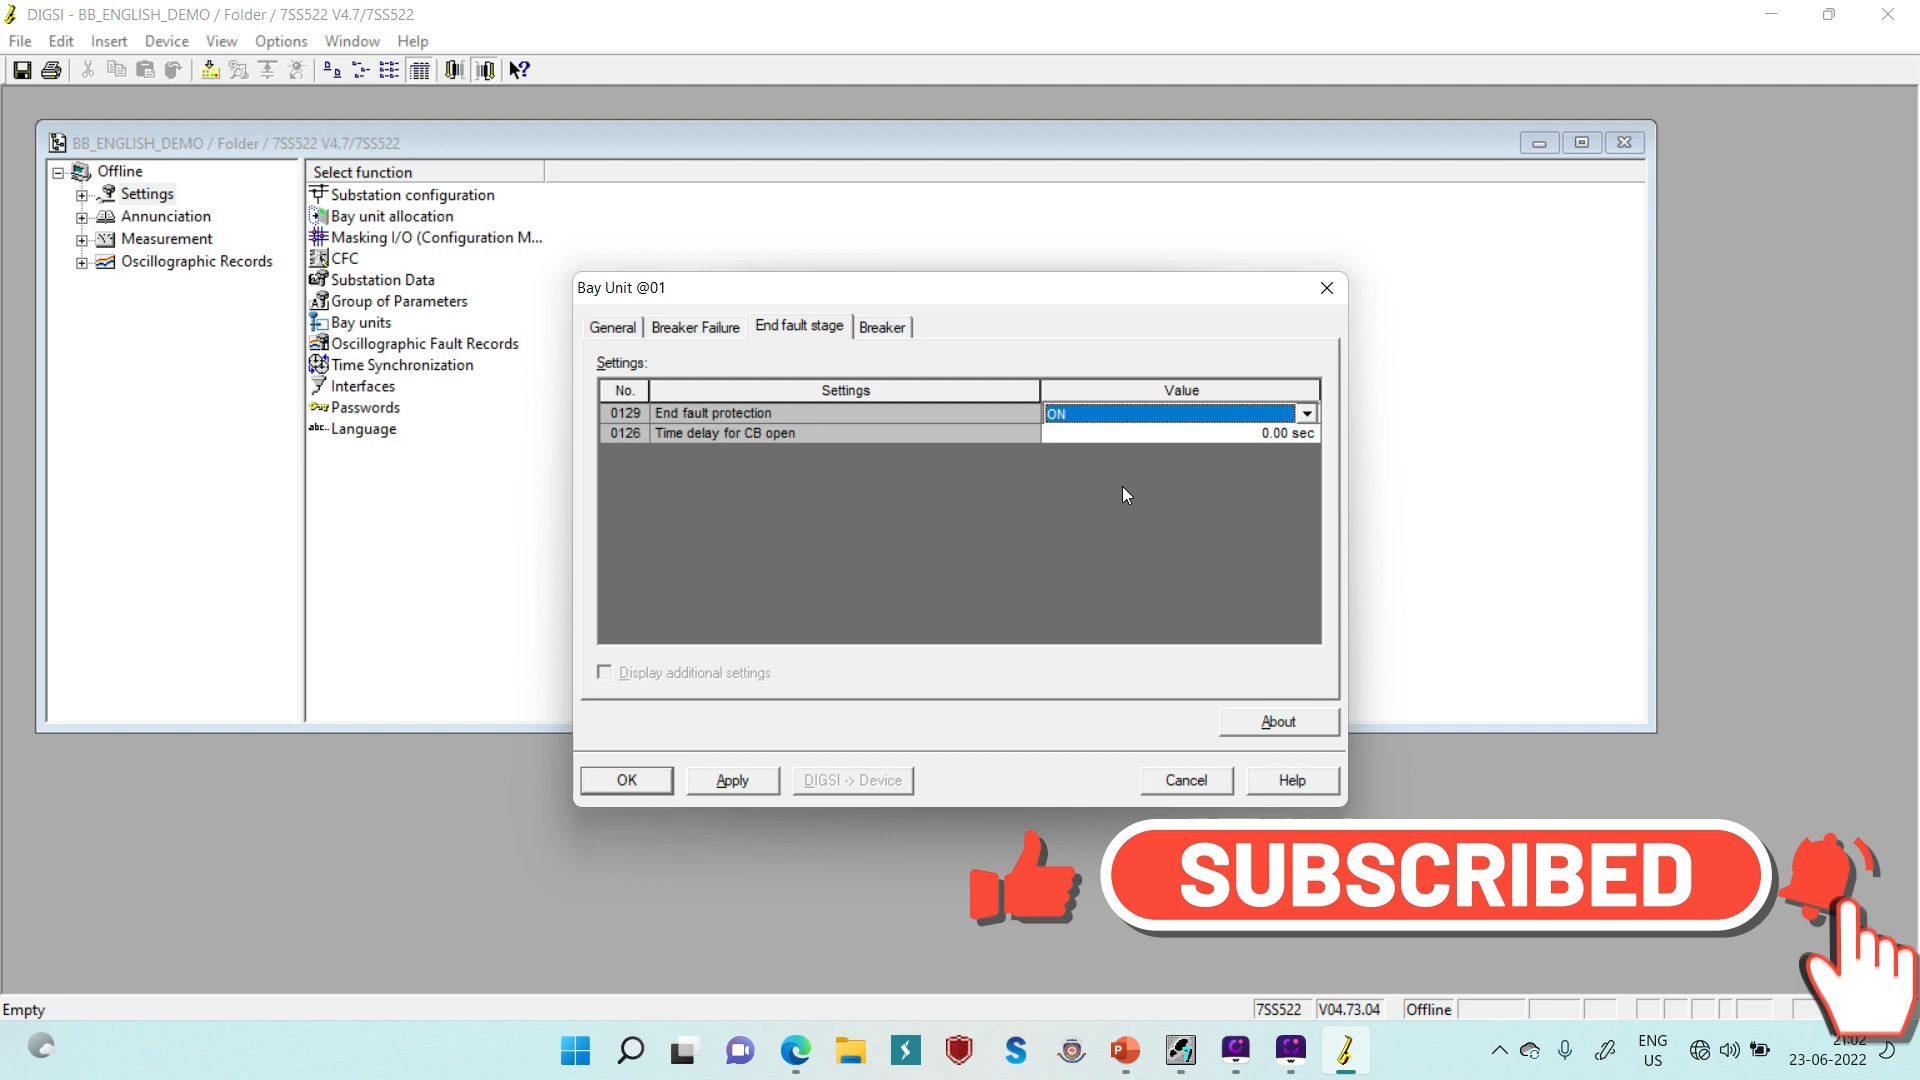 DIGSI - BB_ENGLISH_DEMO / Folder / 7SS522 V4.7/7SS522
File Edit Insert Device View Options Window Help
BB_ENGLISH_DEMO / Folder / 7SS522 V4.7/7SS522
Offline
Settings
Annunciation
Measurement
Oscillographic Records
Select function
Substation configuration
Bay unit allocation
Masking I/O (Configuration M...
CFC
Substation Data
Group of Parameters
Bay units
Oscillographic Fault Records
Time Synchronization
Interfaces
Passwords
abc.. Language
Bay Unit @01
General Breaker Failure End fault stage Breaker
Settings:
No. Settings Value
0129 End fault protection ON
0126 Time delay for CB open 0.00 sec
Display additional settings
About
OK Apply DIGSI -> Device Cancel Help
SUBSCRIBED
Empty 7SS522 V04.73.04 Offline
ENG
US
21:02
23-06-2022